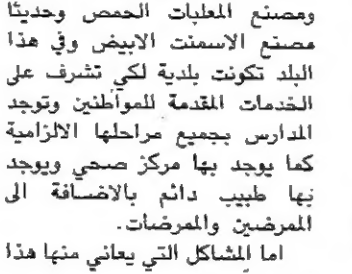 ومصنع المعلبات الحمص وحديثا
مصنع الاسمنت الابيض وفي هذا
البلد تكونت بلدية لكي تشرف على
الخدمات المقدمة للمواطنين وتوجد
المدارس بجميع مراحلها الالزامية
كما يوجد بها مركز صحي ويوجد
بها طبيب دائم بالاضافة الى
الممرضين والممرضات.
اما المشاكل التي يعاني منها هذا